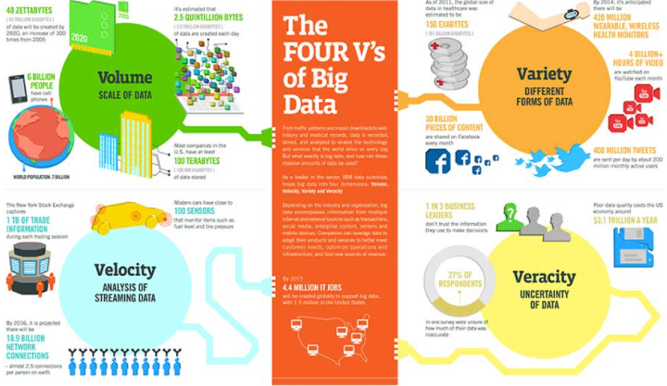 40 ZETTABYTES
of data will be created by
2020, an increase of 300
times from 2005
2020
It's estimated that
2.5 QUINTILLION BYTES
of data are created each day
Volume
SCALE OF DATA
6 BILLION
PEOPLE
have cell
phones
WORLD POPULATION: 7 BILLION
Most companies in the
U.S. have at least
100 TERABYTES
of data stored
The
FOUR V's
of Big
Data
From traffic patterns and music downloads to web
history and medical records, data is recorded,
stored, and analyzed to enable the technology
and services that the world relies on every day.
But what exactly is big data, and how can these
massive amounts of data be used?
As a leader in the sector, IBM data scientists
break big data into four dimensions: Volume,
Velocity, Variety and Veracity
Depending on the industry and organization, big
data encompasses information from multiple
internal and external sources such as transactions,
social media, enterprise content, sensors and
mobile devices. Companies can leverage data to
adapt their products and services to better meet
customer needs, optimize operations and
infrastructure, and find new sources of revenue.
By 2015
4.4 MILLION IT JOBS
will be created globally to support big data,
with 1.9 million in the United States
As of 2011, the global size of
data in healthcare was
estimated to be
150 EXABYTES
By 2014, it's anticipated
there will be
420 MILLION
WEARABLE, WIRELESS
HEALTH MONITORS
4 BILLION+
HOURS OF VIDEO
are watched on
YouTube each month
Variety
DIFFERENT
FORMS OF DATA
30 BILLION
PIECES OF CONTENT
are shared on Facebook
every month
400 MILLION TWEETS
are sent per day by about 200
million monthly active users
The New York Stock Exchange
captures
1 TB OF TRADE
INFORMATION
during each trading session
Modern cars have close to
100 SENSORS
that monitor items such as
fuel level and tire pressure
Velocity
ANALYSIS OF
STREAMING DATA
By 2016, it is projected
there will be
18.9 BILLION
NETWORK
CONNECTIONS
- almost 2.5 connections
per person on earth
1 IN 3 BUSINESS
LEADERS
don't trust the information
they use to make decisions
Poor data quality costs the US
economy around
$3.1 TRILLION A YEAR
27% OF
RESPONDENTS
in one survey were unsure of
how much of their data was
inaccurate
Veracity
UNCERTAINTY
OF DATA